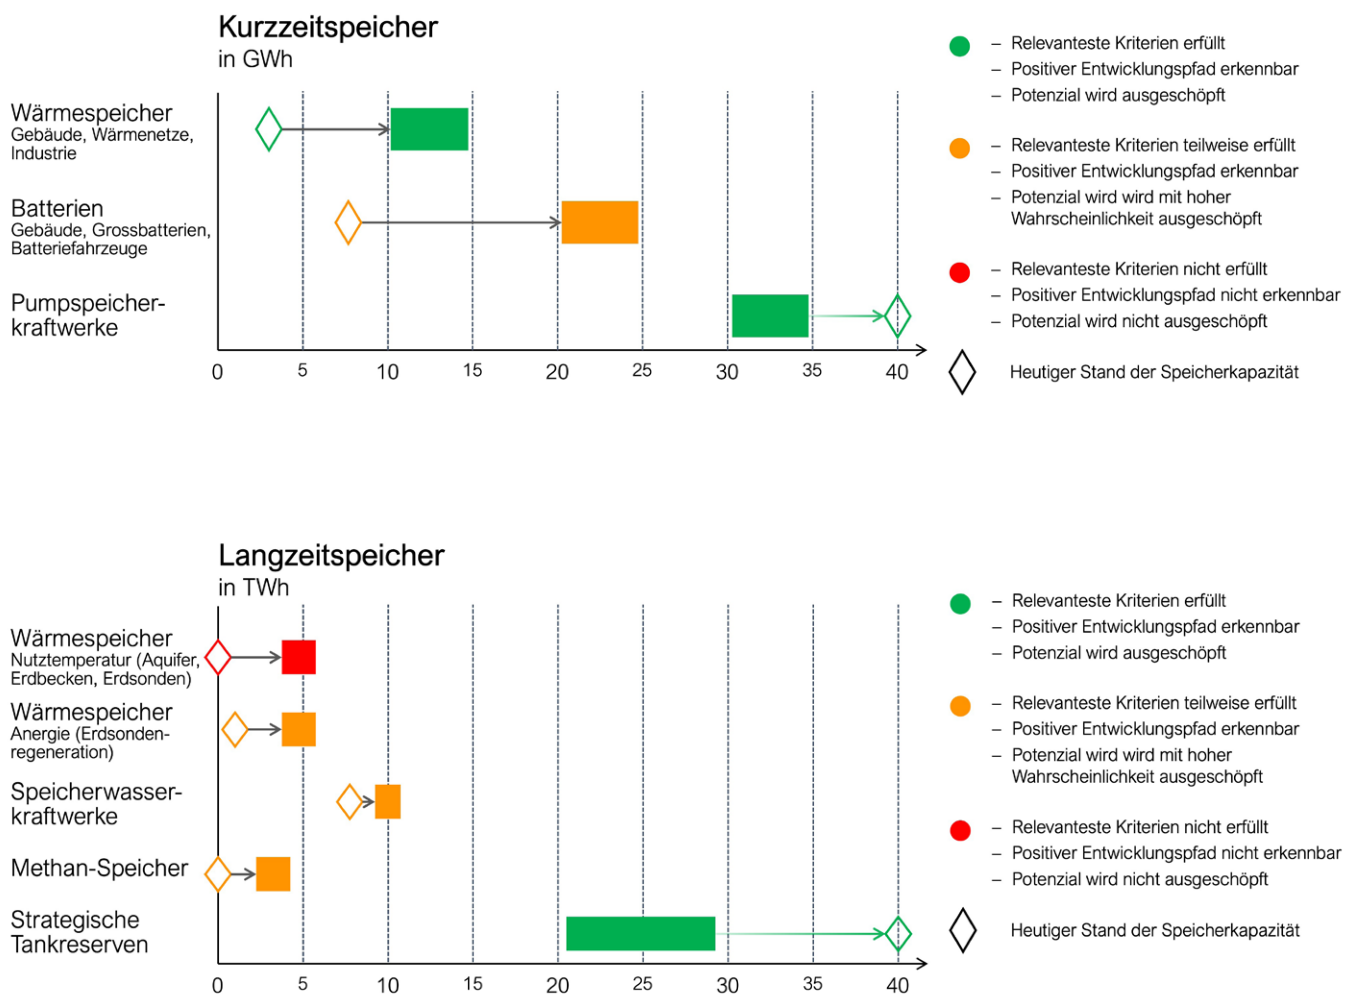 Kurzzeitspeicher
in GWh
Wärmespeicher
Gebäude, Wärmenetze,
Industrie
Batterien
Gebäude, Grossbatterien,
Batteriefahrzeuge
Pumpspeicher-
kraftwerke
0 5 10 15 20 25 30 35 40
– Relevanteste Kriterien erfüllt
– Positiver Entwicklungspfad erkennbar
– Potenzial wird ausgeschöpft
– Relevanteste Kriterien teilweise erfüllt
– Positiver Entwicklungspfad erkennbar
– Potenzial wird wird mit hoher
Wahrscheinlichkeit ausgeschöpft
– Relevanteste Kriterien nicht erfüllt
– Positiver Entwicklungspfad nicht erkennbar
– Potenzial wird nicht ausgeschöpft
Heutiger Stand der Speicherkapazität
Langzeitspeicher
in TWh
Wärmespeicher
Nutztemperatur (Aquifer,
Erdbecken, Erdsonden)
Wärmespeicher
Anergie (Erdsonden-
regeneration)
Speicherwasser-
kraftwerke
Methan-Speicher
Strategische
Tankreserven
0 5 10 15 20 25 30 35 40
– Relevanteste Kriterien erfüllt
– Positiver Entwicklungspfad erkennbar
– Potenzial wird ausgeschöpft
– Relevanteste Kriterien teilweise erfüllt
– Positiver Entwicklungspfad erkennbar
– Potenzial wird wird mit hoher
Wahrscheinlichkeit ausgeschöpft
– Relevanteste Kriterien nicht erfüllt
– Positiver Entwicklungspfad nicht erkennbar
– Potenzial wird nicht ausgeschöpft
Heutiger Stand der Speicherkapazität